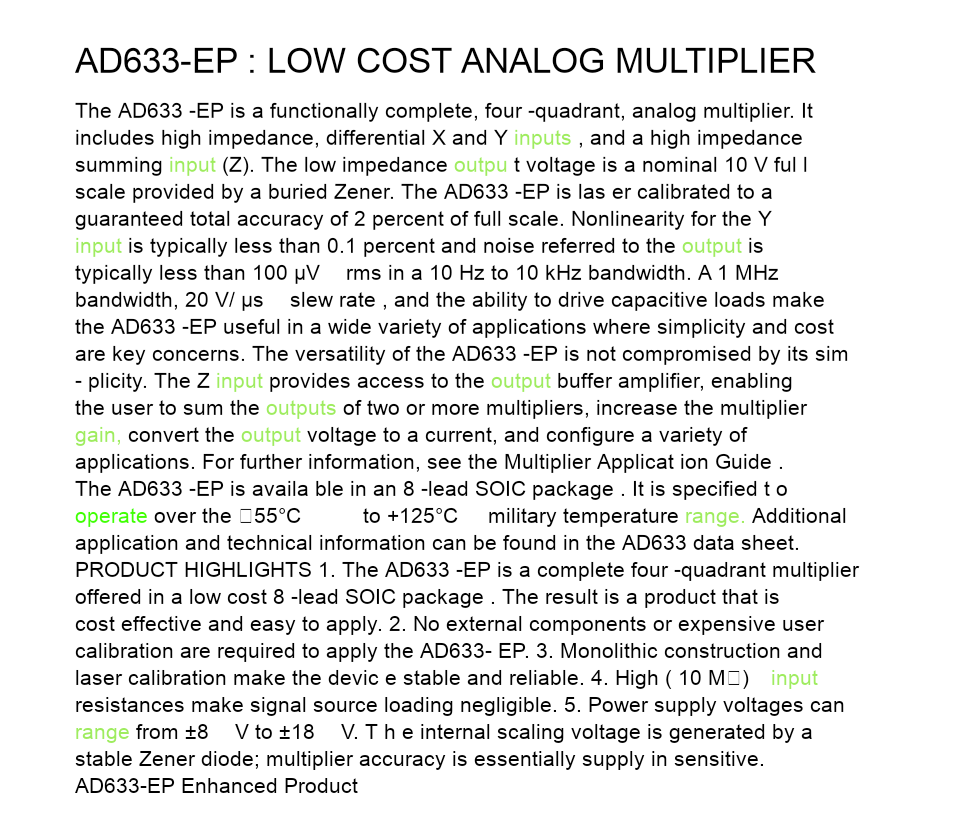 AD633-EP : LOW COST ANALOG MULTIPLIER
The AD633 -EP is a functionally complete, four -quadrant, analog multiplier. It
includes high impedance, differential X and Y inputs , and a high impedance
summing input (Z). The low impedance outpu t voltage is a nominal 10 V ful l
scale provided by a buried Zener. The AD633 -EP is las er calibrated to a
guaranteed total accuracy of 2 percent of full scale. Nonlinearity for the Y
input is typically less than 0.1 percent and noise referred to the output is
typically less than 100 µV rms in a 10 Hz to 10 kHz bandwidth. A 1 MHz
bandwidth, 20 V/ µs slew rate , and the ability to drive capacitive loads make
the AD633 -EP useful in a wide variety of applications where simplicity and cost
are key concerns. The versatility of the AD633 -EP is not compromised by its sim
- plicity. The Z input provides access to the output buffer amplifier, enabling
the user to sum the outputs of two or more multipliers, increase the multiplier
gain, convert the output voltage to a current, and configure a variety of
applications. For further information, see the Multiplier Applicat ion Guide .
The AD633 -EP is availa ble in an 8 -lead SOIC package . It is specified t o
operate over the □55°C to +125°C military temperature range. Additional
application and technical information can be found in the AD633 data sheet.
PRODUCT HIGHLIGHTS 1. The AD633 -EP is a complete four -quadrant multiplier
offered in a low cost 8 -lead SOIC package . The result is a product that is
cost effective and easy to apply. 2. No external components or expensive user
calibration are required to apply the AD633- EP. 3. Monolithic construction and
laser calibration make the devic e stable and reliable. 4. High ( 10 M□) input
resistances make signal source loading negligible. 5. Power supply voltages can
range from ±8 V to ±18 V. T h e internal scaling voltage is generated by a
stable Zener diode; multiplier accuracy is essentially supply in sensitive.
AD633-EP Enhanced Product